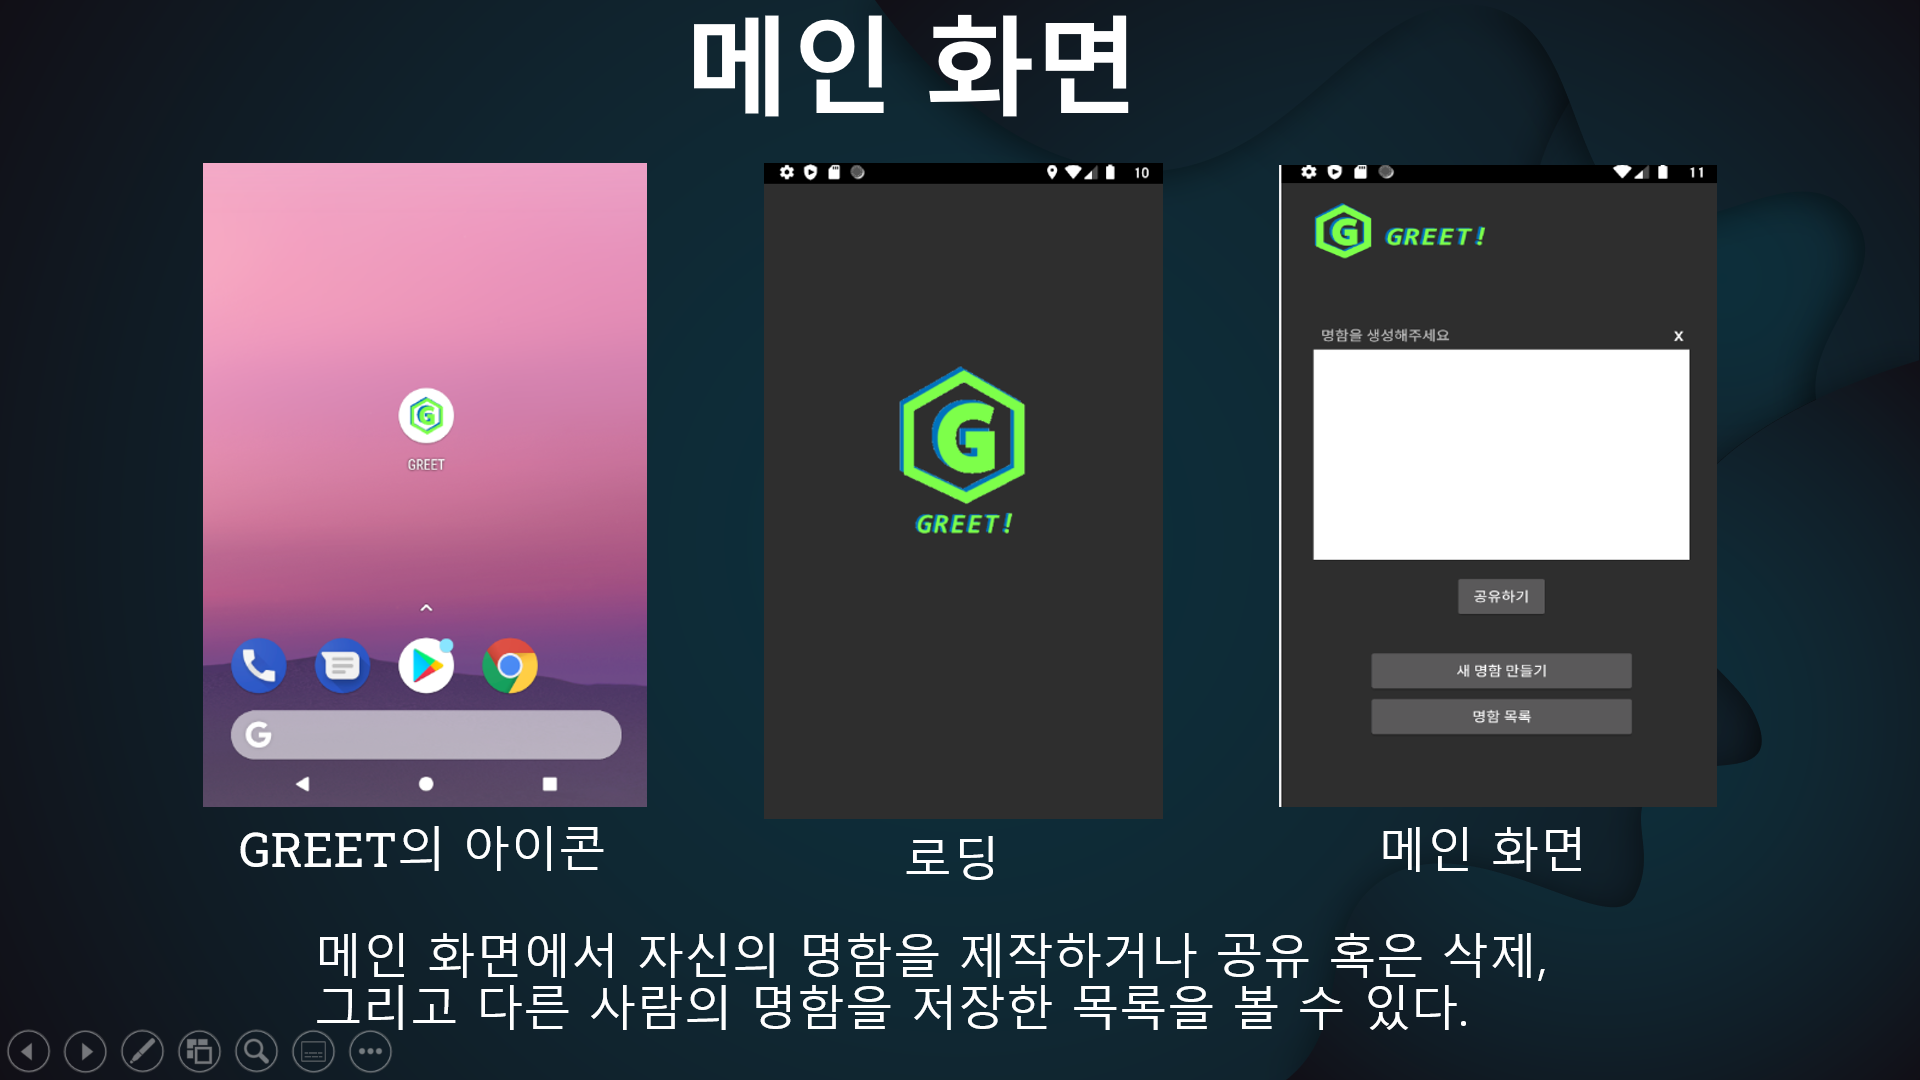 메인 화면
GREET
GREET의 아이콘
10
G
GREET!
로딩
11
G
GREET!
명함을 생성해주세요
X
공유하기
새 명함 만들기
명함 목록
메인 화면
메인 화면에서 자신의 명함을 제작하거나 공유 혹은 삭제,
그리고 다른 사람의 명함을 저장한 목록을 볼 수 있다.